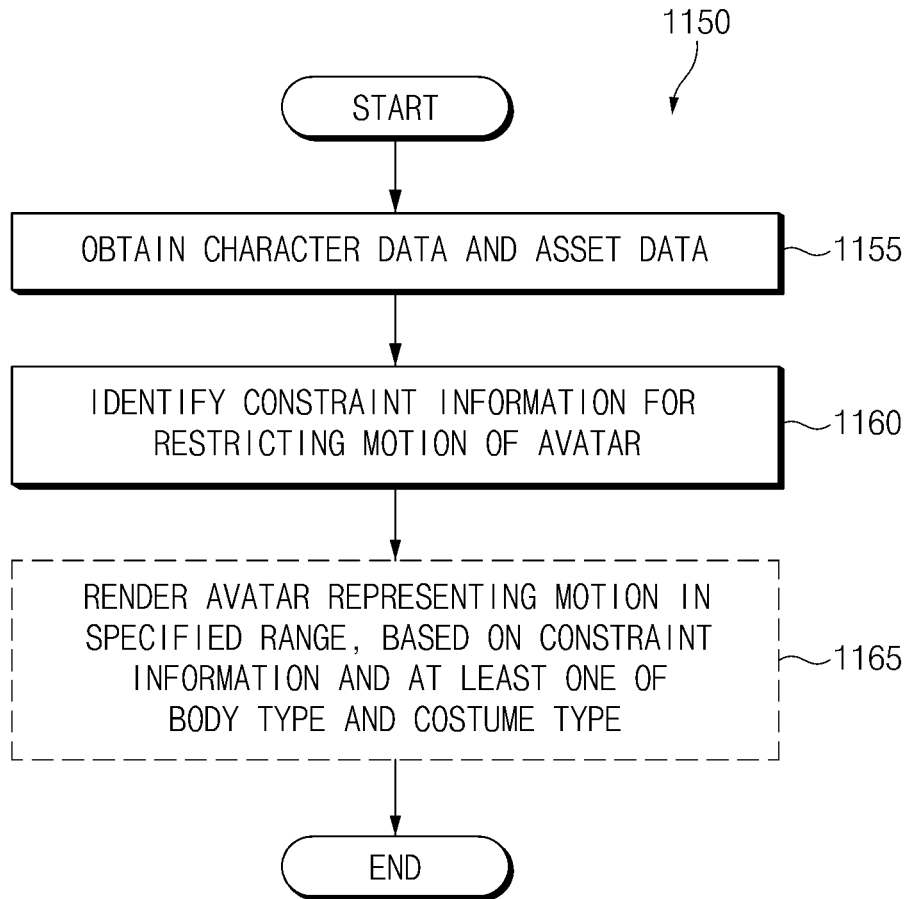 1150
START
OBTAIN CHARACTER DATA AND ASSET DATA
1155
IDENTIFY CONSTRAINT INFORMATION FOR
RESTRICTING MOTION OF AVATAR
1160
RENDER AVATAR REPRESENTING MOTION IN
SPECIFIED RANGE, BASED ON CONSTRAINT
INFORMATION AND AT LEAST ONE OF
BODY TYPE AND COSTUME TYPE
1165
END